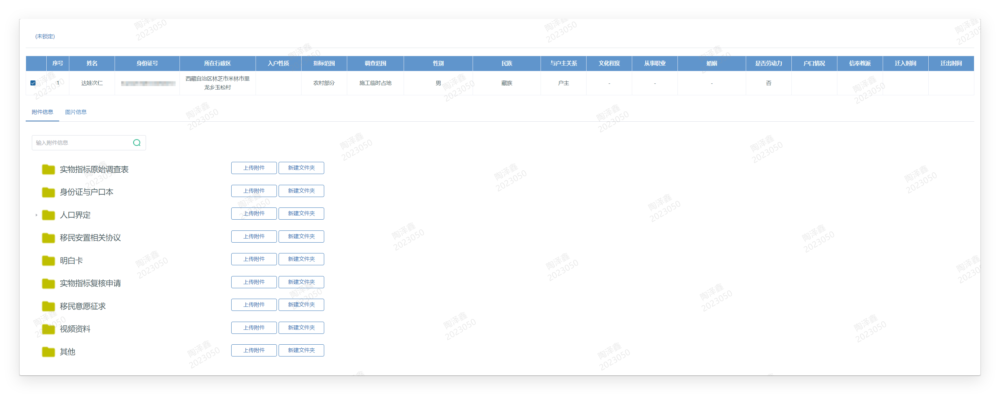 (未锁定)
序号 姓名 身份证号 所在行政区 入户性质 指标范围 调查范围 性别 民族 与户主关系 文化程度 从事职业 婚姻 是否劳动力 户口情况 信奉教派 迁入时间 迁出时间
1 达娃次仁 西藏自治区林芝市米林市里龙乡玉松村 农村部分 施工临时占地 男 藏族 户主 - - - 否
附件信息 图片信息
输入附件信息
实物指标原始调查表 上传附件 新建文件夹
身份证与户口本 上传附件 新建文件夹
人口界定 上传附件 新建文件夹
移民安置相关协议 上传附件 新建文件夹
明白卡 上传附件 新建文件夹
实物指标复核申请 上传附件 新建文件夹
移民意愿征求 上传附件 新建文件夹
视频资料 上传附件 新建文件夹
其他 上传附件 新建文件夹
陶泽鑫
2023050